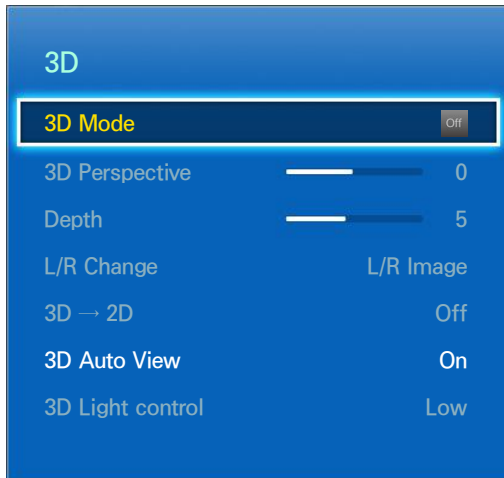 3D
3D Mode Off
3D Perspective 0
Depth 5
L/R Change L/R Image
3D → 2D Off
3D Auto View On
3D Light control Low